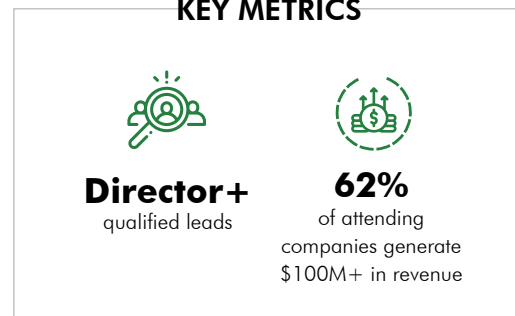 KEY METRICS
Director+
qualified leads
$
62%
of attending
companies generate
$100M+ in revenue